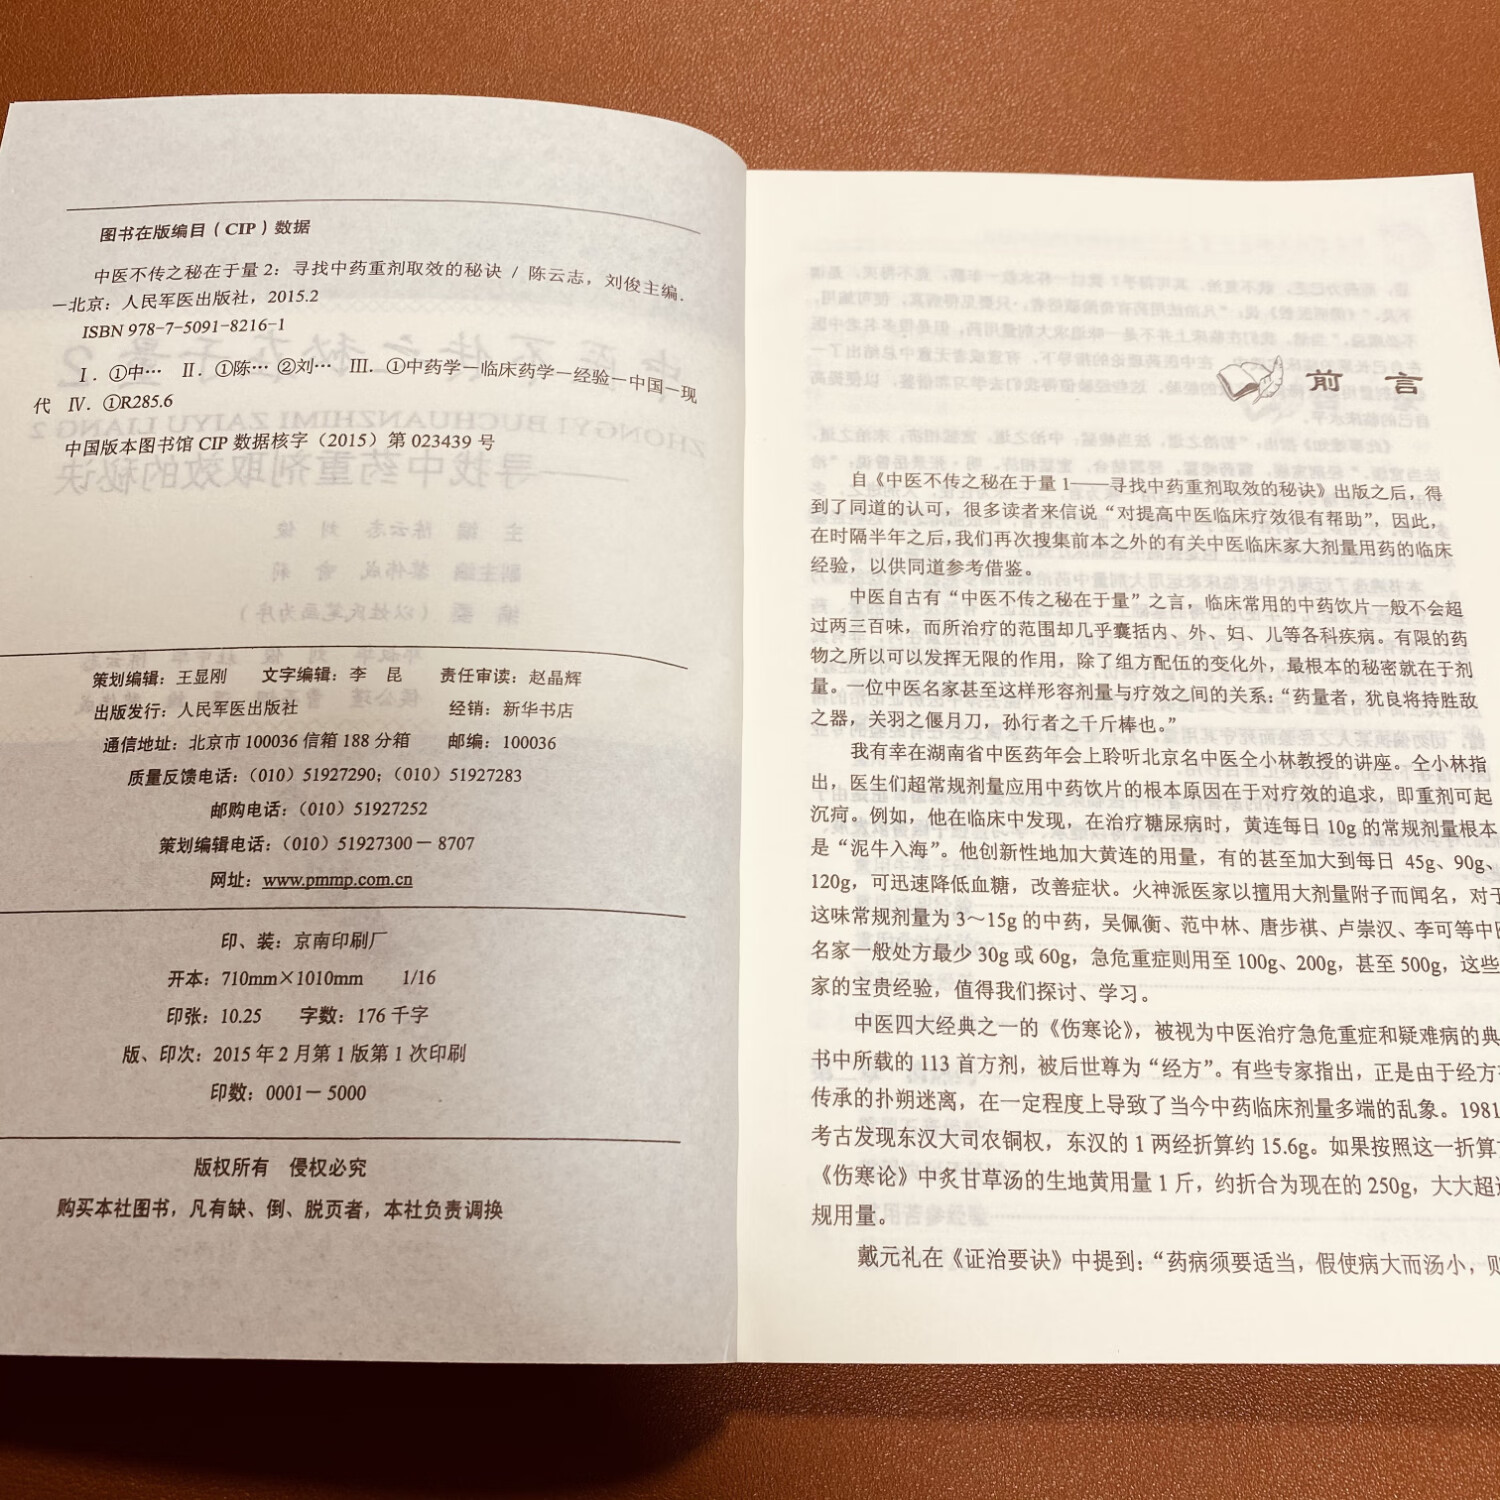 图书在版编目（CIP）数据
中医不传之秘在于量 2：寻找中药重剂取效的秘诀 / 陈云志，刘俊主编.
—北京：人民军医出版社，2015.2
ISBN 978-7-5091-8216-1
Ⅰ. ①中… Ⅱ. ①陈… ②刘… Ⅲ. ①中药学—临床药学—经验—中国—现
代 Ⅳ. ①R285.6
中国版本图书馆 CIP 数据核字（2015）第 023439 号
策划编辑：王显刚 文字编辑：李 昆 责任审读：赵晶辉
出版发行：人民军医出版社 经销：新华书店
通信地址：北京市 100036 信箱 188 分箱 邮编：100036
质量反馈电话：（010）51927290；（010）51927283
邮购电话：（010）51927252
策划编辑电话：（010）51927300－8707
网址：www.pmmp.com.cn
印、装：京南印刷厂
开本：710mm×1010mm 1/16
印张：10.25 字数：176 千字
版、印次：2015 年 2 月第 1 版第 1 次印刷
印数：0001－5000
版权所有 侵权必究
购买本社图书，凡有缺、倒、脱页者，本社负责调换
前 言
自《中医不传之秘在于量 1——寻找中药重剂取效的秘诀》出版之后，得
到了同道的认可，很多读者来信说“对提高中医临床疗效很有帮助”，因此，
在时隔半年之后，我们再次搜集前本之外的有关中医临床家大剂量用药的临床
经验，以供同道参考借鉴。
中医自古有“中医不传之秘在于量”之言，临床常用的中药饮片一般不会超
过两三百味，而所治疗的范围却几乎囊括内、外、妇、儿等各科疾病。有限的药
物之所以可以发挥无限的作用，除了组方配伍的变化外，最根本的秘密就在于剂
量。一位中医名家甚至这样形容剂量与疗效之间的关系：“药量者，犹良将持胜敌
之器，关羽之偃月刀，孙行者之千斤棒也。”
我有幸在湖南省中医药年会上聆听北京名中医仝小林教授的讲座。仝小林指
出，医生们超常规剂量应用中药饮片的根本原因在于对疗效的追求，即重剂可起
沉疴。例如，他在临床中发现，在治疗糖尿病时，黄连每日 10g 的常规剂量根本
是“泥牛入海”。他创新性地加大黄连的用量，有的甚至加大到每日 45g、90g、
120g，可迅速降低血糖，改善症状。火神派医家以擅用大剂量附子而闻名，对于
这味常规剂量为 3～15g 的中药，吴佩衡、范中林、唐步祺、卢崇汉、李可等中医
名家一般处方最少 30g 或 60g，急危重症则用至 100g、200g，甚至 500g，这些
家的宝贵经验，值得我们探讨、学习。
中医四大经典之一的《伤寒论》，被视为中医治疗急危重症和疑难病的典
书中所载的 113 首方剂，被后世尊为“经方”。有些专家指出，正是由于经方
传承的扑朔迷离，在一定程度上导致了当今中药临床剂量多端的乱象。1981
考古发现东汉大司农铜权，东汉的 1 两经折算约 15.6g。如果按照这一折算
《伤寒论》中炙甘草汤的生地黄用量 1 斤，约折合为现在的 250g，大大超
规用量。
戴元礼在《证治要诀》中提到：“药病须要适当，假使病大而汤小，